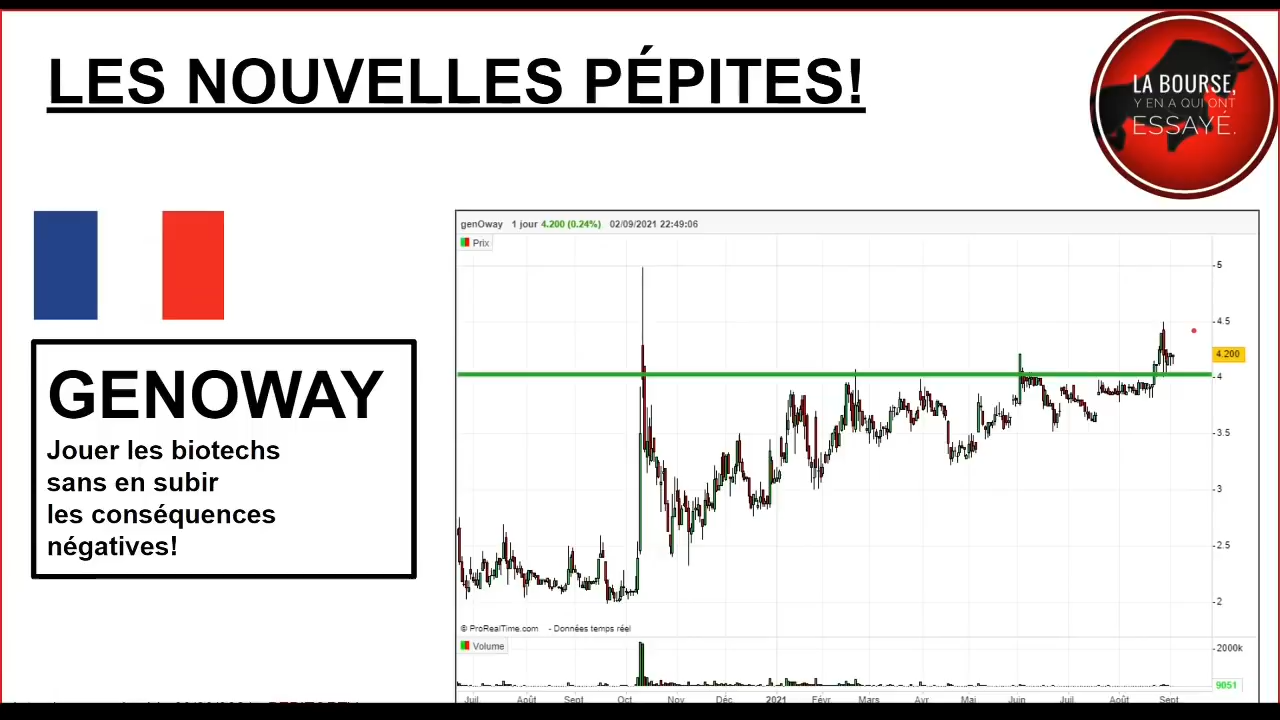 LES NOUVELLES PÉPITES!
LA BOURSE,
Y EN A QUI ONT
ESSAYÉ.
GENOWAY
Jouer les biotechs
sans en subir
les conséquences
négatives!
genOway 1 jour 4.200 (0.24%) 02/09/2021 22:49:06
Prix
5
4.5
4.200
4
3.5
3
2.5
2
© ProRealTime.com - Données temps réel
Volume
2000k
9051
Juil. Août Sept. Oct. Nov. Déc. 2021 Févr. Mars Avr. Mai Juin Juil. Août Sept.